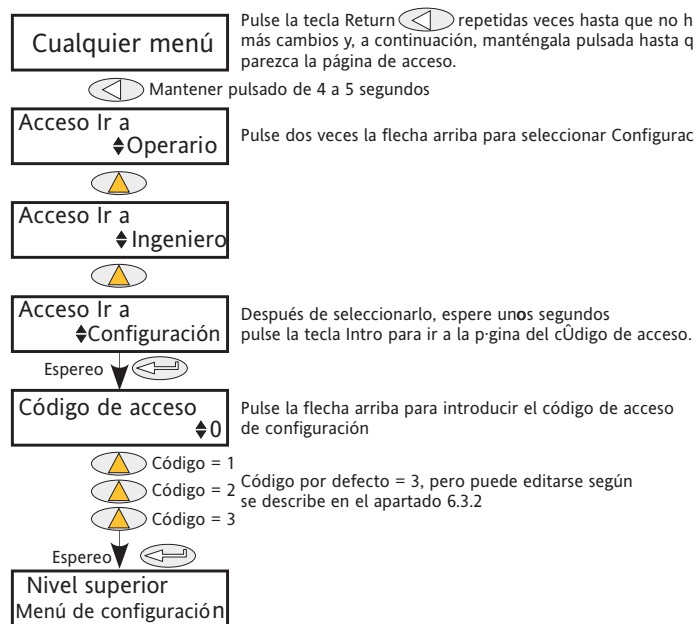 Cualquier menú
Pulse la tecla Return repetidas veces hasta que no h
más cambios y, a continuación, manténgala pulsada hasta q
parezca la página de acceso.
Mantener pulsado de 4 a 5 segundos
Acceso Ir a
Operario
Pulse dos veces la flecha arriba para seleccionar Configurac
Acceso Ir a
Ingeniero
Acceso Ir a
Configuración
Después de seleccionarlo, espere unos segundos
pulse la tecla Intro para ir a la p·gina del cÛdigo de acceso.
Espereo
Código de acceso
0
Pulse la flecha arriba para introducir el código de acceso
de configuración
Código = 1
Código = 2
Código = 3
Código por defecto = 3, pero puede editarse según
se describe en el apartado 6.3.2
Espereo
Nivel superior
Menú de configuración